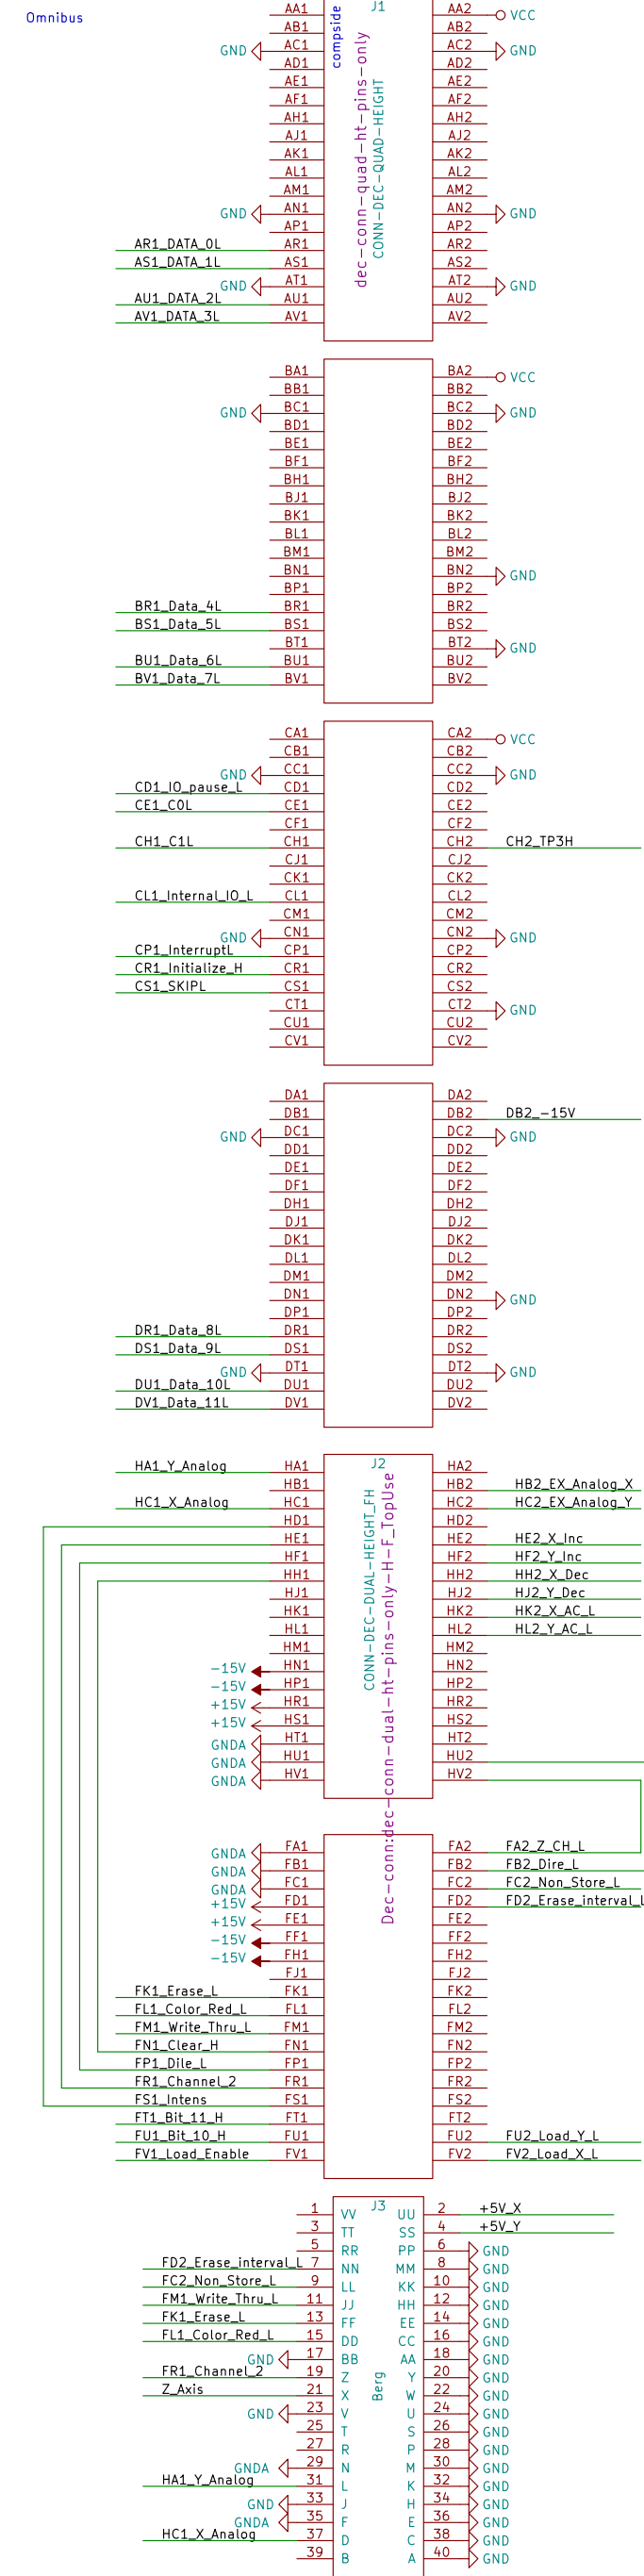 Omnibus
J1
compside
dec-conn-quad-ht-pins-only
CONN-DEC-QUAD-HEIGHT
AA1 AA2 VCC
AB1 AB2
GND AC1 AC2 GND
AD1 AD2
AE1 AE2
AF1 AF2
AH1 AH2
AJ1 AJ2
AK1 AK2
AL1 AL2
AM1 AM2
GND AN1 AN2 GND
AP1 AP2
AR1_DATA_0L AR1 AR2
AS1_DATA_1L AS1 AS2
GND AT1 AT2 GND
AU1_DATA_2L AU1 AU2
AV1_DATA_3L AV1 AV2
BA1 BA2 VCC
BB1 BB2
GND BC1 BC2 GND
BD1 BD2
BE1 BE2
BF1 BF2
BH1 BH2
BJ1 BJ2
BK1 BK2
BL1 BL2
BM1 BM2
BN1 BN2 GND
BP1 BP2
BR1_Data_4L BR1 BR2
BS1_Data_5L BS1 BS2
BT1 BT2 GND
BU1_Data_6L BU1 BU2
BV1_Data_7L BV1 BV2
CA1 CA2 VCC
CB1 CB2
GND CC1 CC2 GND
CD1_IO_pause_L CD1 CD2
CE1_C0L CE1 CE2
CF1 CF2
CH1_C1L CH1 CH2 CH2_TP3H
CJ1 CJ2
CK1 CK2
CL1_Internal_IO_L CL1 CL2
CM1 CM2
GND CN1 CN2 GND
CP1_InterruptL CP1 CP2
CR1_Initialize_H CR1 CR2
CS1_SKIPL CS1 CS2
CT1 CT2 GND
CU1 CU2
CV1 CV2
DA1 DA2
DB1 DB2 DB2_-15V
GND DC1 DC2 GND
DD1 DD2
DE1 DE2
DF1 DF2
DH1 DH2
DJ1 DJ2
DK1 DK2
DL1 DL2
DM1 DM2
DN1 DN2 GND
DP1 DP2
DR1_Data_8L DR1 DR2
DS1_Data_9L DS1 DS2
GND DT1 DT2 GND
DU1_Data_10L DU1 DU2
DV1_Data_11L DV1 DV2
J2
CONN-DEC-DUAL-HEIGHT_FH
Dec-conn:dec-conn-dual-ht-pins-only-H-F_TopUse
HA1_Y_Analog HA1 HA2
HB1 HB2 HB2_EX_Analog_X
HC1_X_Analog HC1 HC2 HC2_EX_Analog_Y
HD1 HD2
HE1 HE2 HE2_X_Inc
HF1 HF2 HF2_Y_Inc
HH1 HH2 HH2_X_Dec
HJ1 HJ2 HJ2_Y_Dec
HK1 HK2 HK2_X_AC_L
HL1 HL2 HL2_Y_AC_L
HM1 HM2
-15V HN1 HN2
-15V HP1 HP2
+15V HR1 HR2
+15V HS1 HS2
GNDA HT1 HT2
GNDA HU1 HU2
GNDA HV1 HV2
GNDA FA1 FA2 FA2_Z_CH_L
GNDA FB1 FB2 FB2_Dire_L
GNDA FC1 FC2 FC2_Non_Store_L
+15V FD1 FD2 FD2_Erase_interval_L
+15V FE1 FE2
-15V FF1 FF2
-15V FH1 FH2
FJ1 FJ2
FK1_Erase_L FK1 FK2
FL1_Color_Red_L FL1 FL2
FM1_Write_Thru_L FM1 FM2
FN1_Clear_H FN1 FN2
FP1_Dile_L FP1 FP2
FR1_Channel_2 FR1 FR2
FS1_Intens FS1 FS2
FT1_Bit_11_H FT1 FT2
FU1_Bit_10_H FU1 FU2 FU2_Load_Y_L
FV1_Load_Enable FV1 FV2 FV2_Load_X_L
J3
Berg
1 VV UU 2 +5V_X
3 TT SS 4 +5V_Y
5 RR PP 6 GND
FD2_Erase_interval_L 7 NN MM 8 GND
FC2_Non_Store_L 9 LL KK 10 GND
FM1_Write_Thru_L 11 JJ HH 12 GND
FK1_Erase_L 13 FF EE 14 GND
FL1_Color_Red_L 15 DD CC 16 GND
GND 17 BB AA 18 GND
FR1_Channel_2 19 Z Y 20 GND
Z_Axis 21 X W 22 GND
GND 23 V U 24 GND
25 T S 26 GND
27 R P 28 GND
GNDA 29 N M 30 GND
HA1_Y_Analog 31 L K 32 GND
GND 33 J H 34 GND
GNDA 35 F E 36 GND
HC1_X_Analog 37 D C 38 GND
39 B A 40 GND